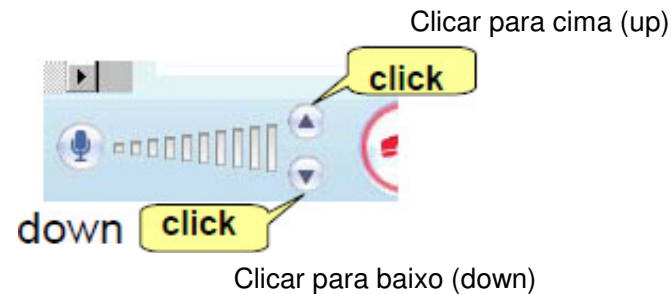 Clicar para cima (up)
click
down
click
Clicar para baixo (down)